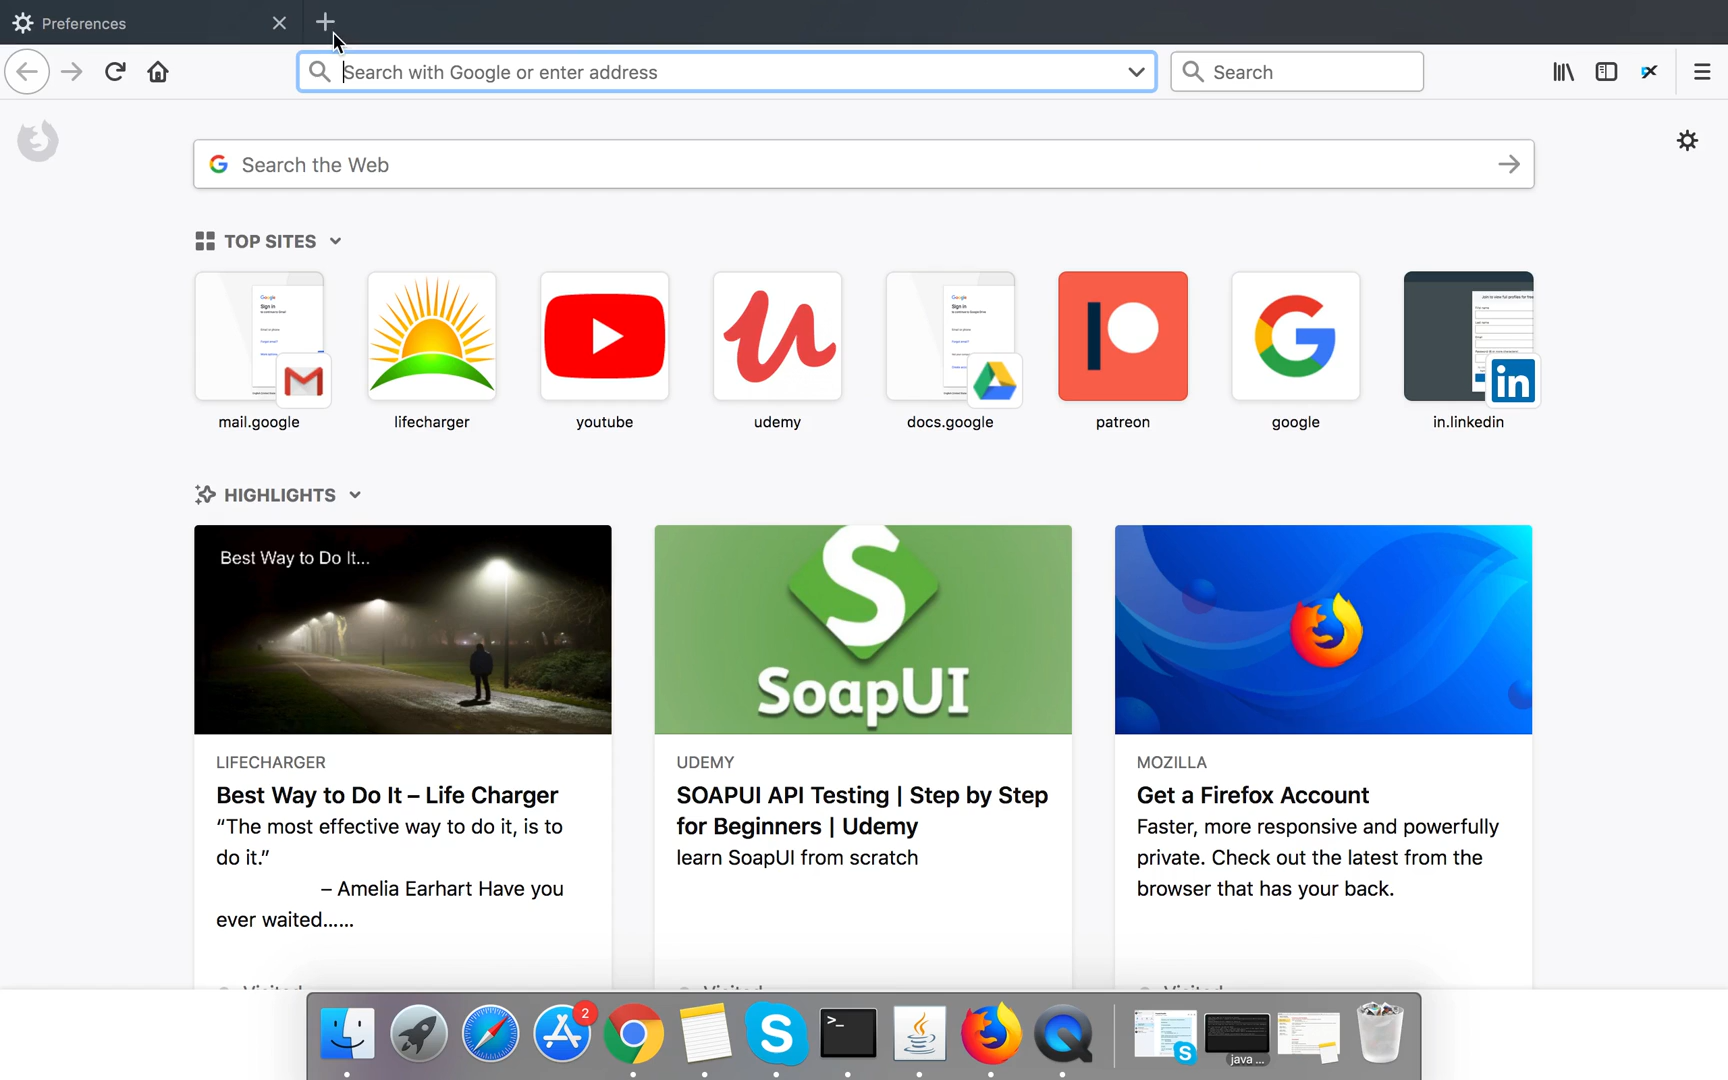 Preferences
Search with Google or enter address
Search
Search the Web
TOP SITES
mail.google
lifecharger
youtube
udemy
docs.google
patreon
google
in.linkedin
HIGHLIGHTS
Best Way to Do It...
SoapUI
LIFECHARGER
Best Way to Do It – Life Charger
“The most effective way to do it, is to
do it.”
– Amelia Earhart Have you
ever waited......
UDEMY
SOAPUI API Testing | Step by Step
for Beginners | Udemy
learn SoapUI from scratch
MOZILLA
Get a Firefox Account
Faster, more responsive and powerfully
private. Check out the latest from the
browser that has your back.
2
java ...